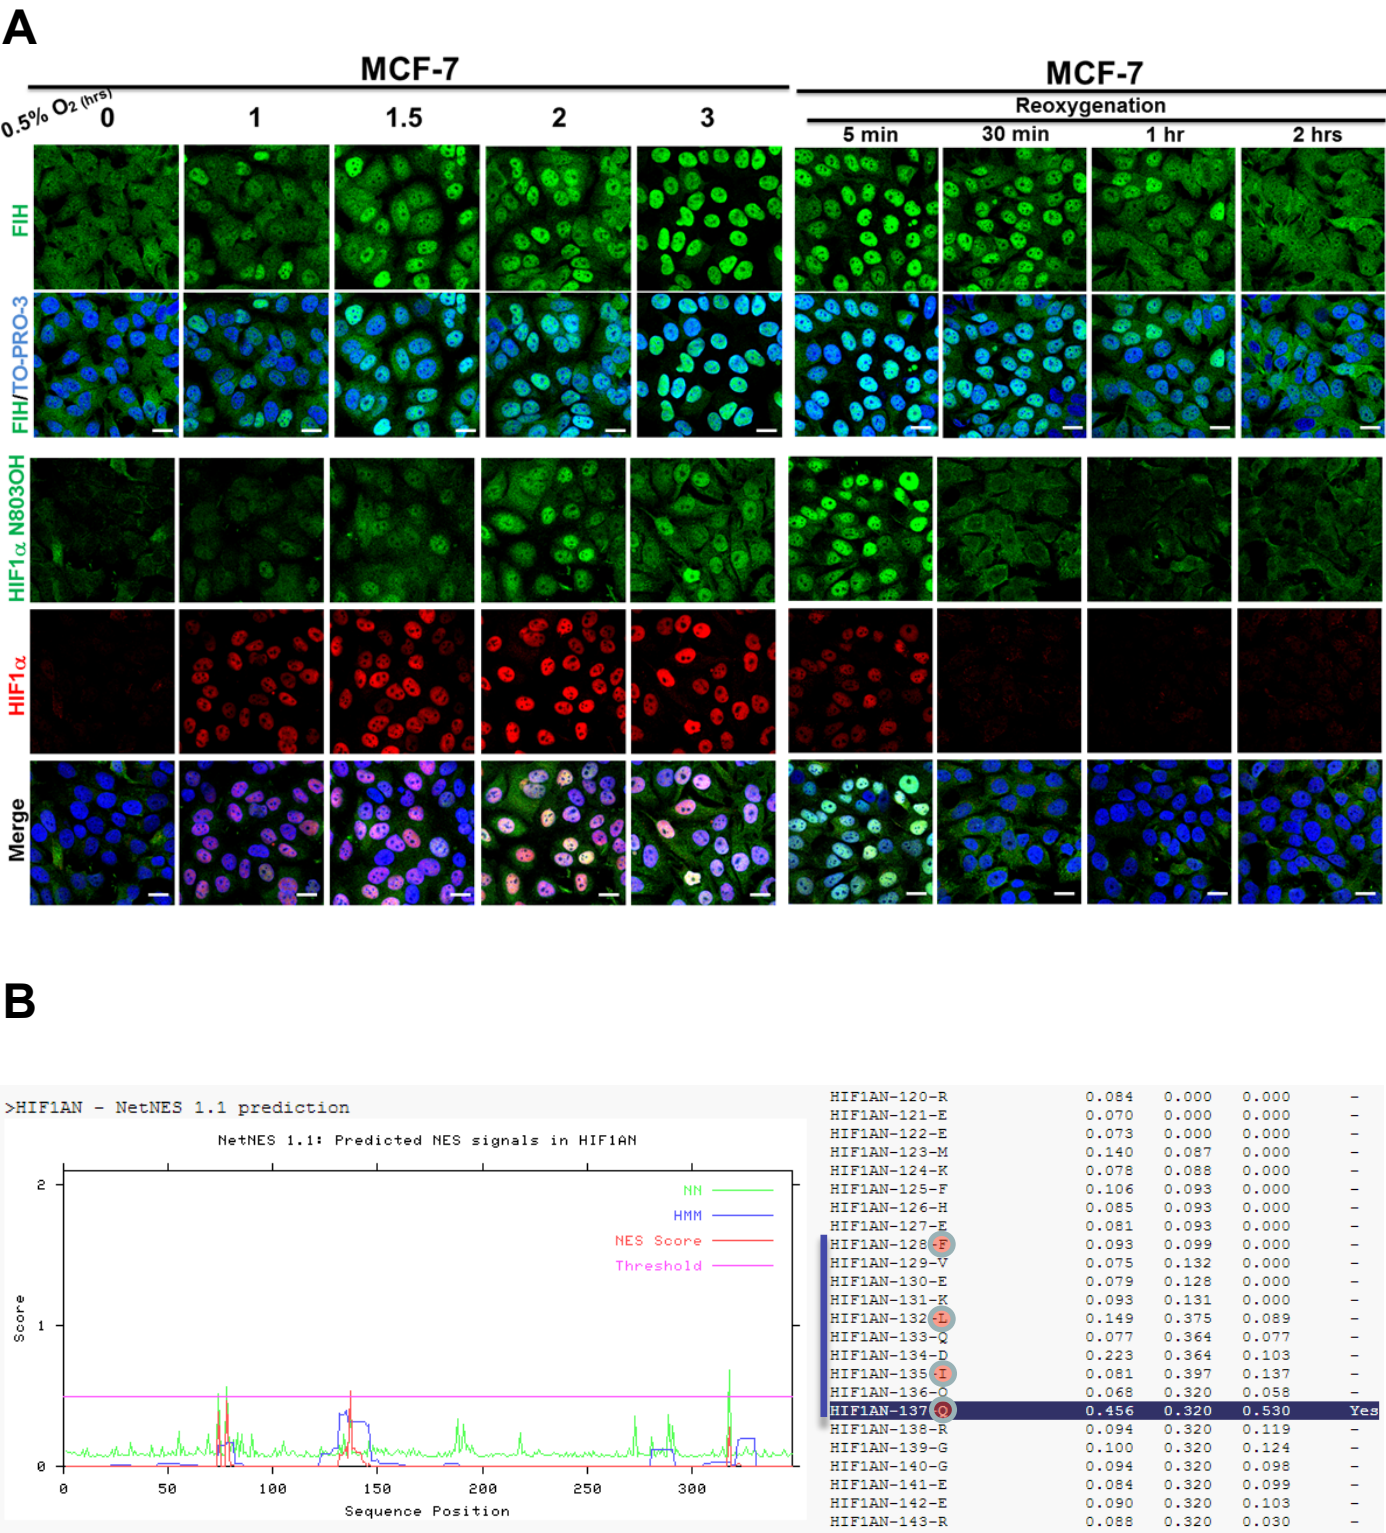 A
MCF-7
MCF-7
Reoxygenation
0.5% O2 (hrs)
0
1
1.5
2
3
5 min
30 min
1 hr
2 hrs
FIH
FIH/TO-PRO-3
HIF1α N803OH
HIF1α
Merge
B
>HIF1AN - NetNES 1.1 prediction
NetNES 1.1: Predicted NES signals in HIF1AN
NN
HMM
NES Score
Threshold
Score
2
1
0
0 50 100 150 200 250 300
Sequence Position
HIF1AN-120-R 0.084 0.000 0.000 -
HIF1AN-121-E 0.070 0.000 0.000 -
HIF1AN-122-E 0.073 0.000 0.000 -
HIF1AN-123-M 0.140 0.087 0.000 -
HIF1AN-124-K 0.078 0.088 0.000 -
HIF1AN-125-F 0.106 0.093 0.000 -
HIF1AN-126-H 0.085 0.093 0.000 -
HIF1AN-127-E 0.081 0.093 0.000 -
HIF1AN-128-F 0.093 0.099 0.000 -
HIF1AN-129-V 0.075 0.132 0.000 -
HIF1AN-130-E 0.079 0.128 0.000 -
HIF1AN-131-K 0.093 0.131 0.000 -
HIF1AN-132-L 0.149 0.375 0.089 -
HIF1AN-133-Q 0.077 0.364 0.077 -
HIF1AN-134-D 0.223 0.364 0.103 -
HIF1AN-135-I 0.081 0.397 0.137 -
HIF1AN-136-Q 0.068 0.320 0.058 -
HIF1AN-137-Q 0.456 0.320 0.530 Yes
HIF1AN-138-R 0.094 0.320 0.119 -
HIF1AN-139-G 0.100 0.320 0.124 -
HIF1AN-140-G 0.094 0.320 0.098 -
HIF1AN-141-E 0.084 0.320 0.099 -
HIF1AN-142-E 0.090 0.320 0.103 -
HIF1AN-143-R 0.088 0.320 0.030 -